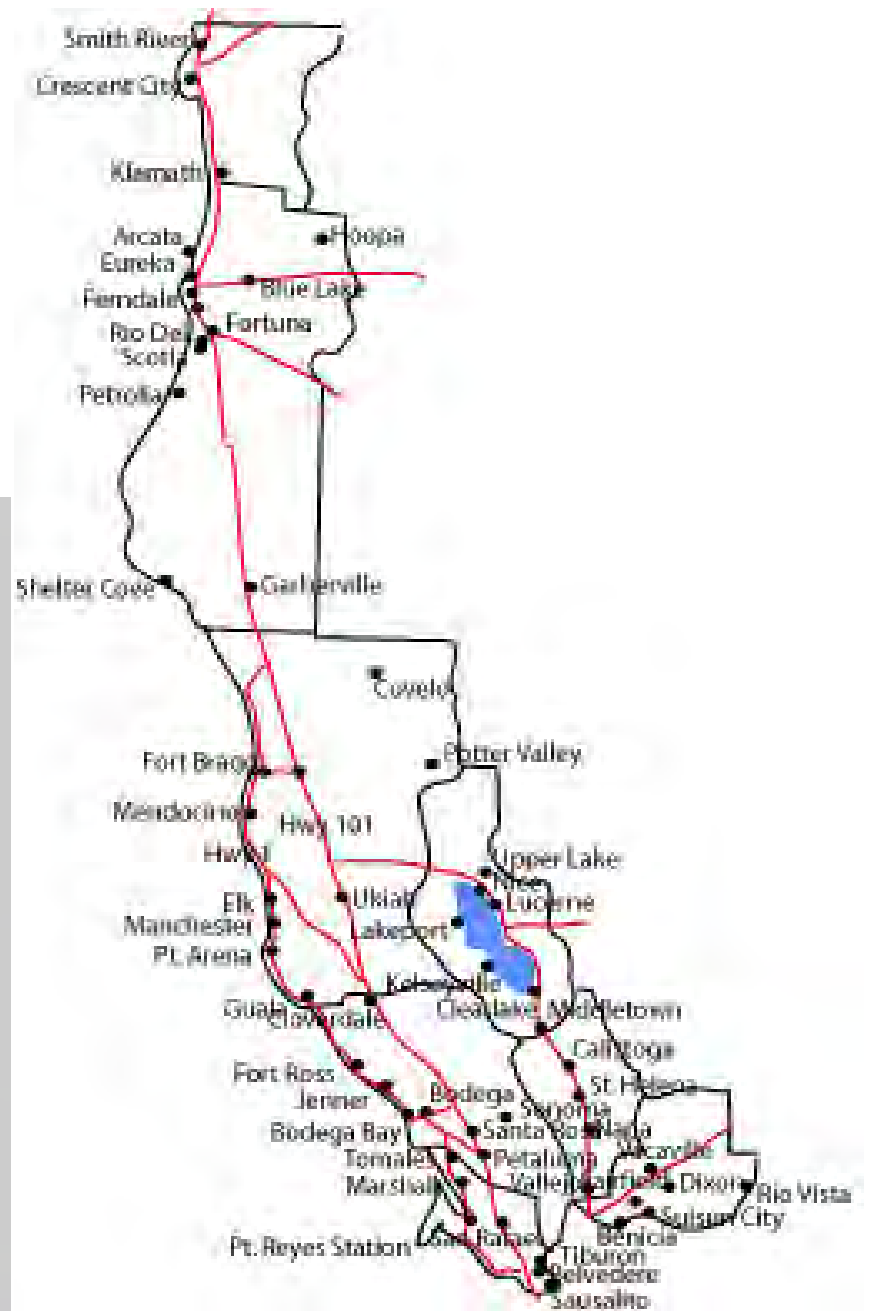 Smith River
Crescent City
Klamath
Hoopa
Arcata
Eureka
Blue Lake
Ferndale
Fortuna
Rio Del
Scotia
Petrolia
Shelter Cove
Garberville
Covelo
Potter Valley
Fort Bragg
Mendocino
Hwy 101
Hwy 1
Upper Lake
Nice
Elk
Ukiah
Lucerne
Manchester
Lakeport
Pt. Arena
Kelseyville
Guala
Cloverdale
Clearlake
Middletown
Calistoga
Fort Ross
St. Helena
Jenner
Bodega
Sonoma
Bodega Bay
Santa Rosa
Napa
Tomales
Petaluma
Vacaville
Marshall
Vallejo
Fairfield
Dixon
Rio Vista
Suisun City
Pt. Reyes Station
San Rafael
Benicia
Tiburon
Belvedere
Sausalito